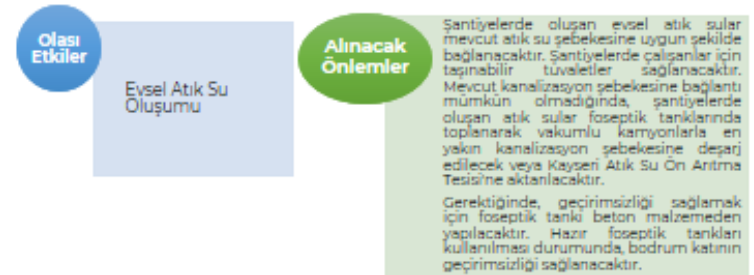 Olası
Etkiler
Evsel Atık Su
Oluşumu
Alınacak
Önlemler
Şantiyelerde oluşan evsel atık sular
mevcut atık su şebekesine uygun şekilde
bağlanacaktır. Şantiyelerde çalışanlar için
taşınabilir tuvaletler sağlanacaktır.
Mevcut kanalizasyon şebekesine bağlantı
mümkün olmadığında, şantiyelerde
oluşan atık sular foseptik tanklarında
toplanarak vakumlu kamyonlarla en
yakın kanalizasyon şebekesine deşarj
edilecek veya Kayseri Atık Su Ön Arıtma
Tesisi'ne aktarılacaktır.
Gerektiğinde, geçirimsizliği sağlamak
için foseptik tankı beton malzemeden
yapılacaktır. Hazır foseptik tankları
kullanılması durumunda, bodrum katının
geçirimsizliği sağlanacaktır.